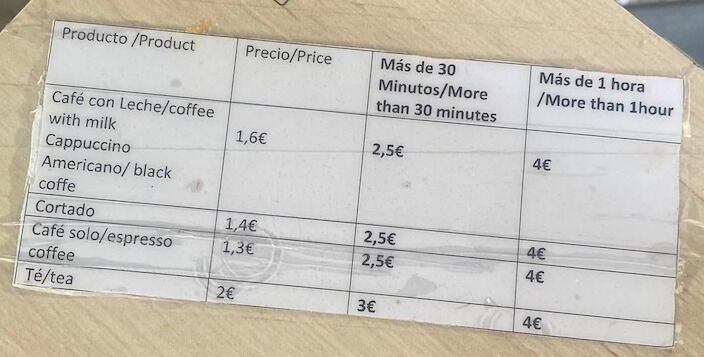 Producto /Product
Precio/Price
Más de 30
Minutos/More
than 30 minutes
Más de 1 hora
/More than 1hour
Café con Leche/coffee
with milk
Cappuccino
Americano/ black
coffe
1,6€
2,5€
4€
Cortado
1,4€
2,5€
4€
Café solo/espresso
coffee
1,3€
2,5€
4€
Té/tea
2€
3€
4€